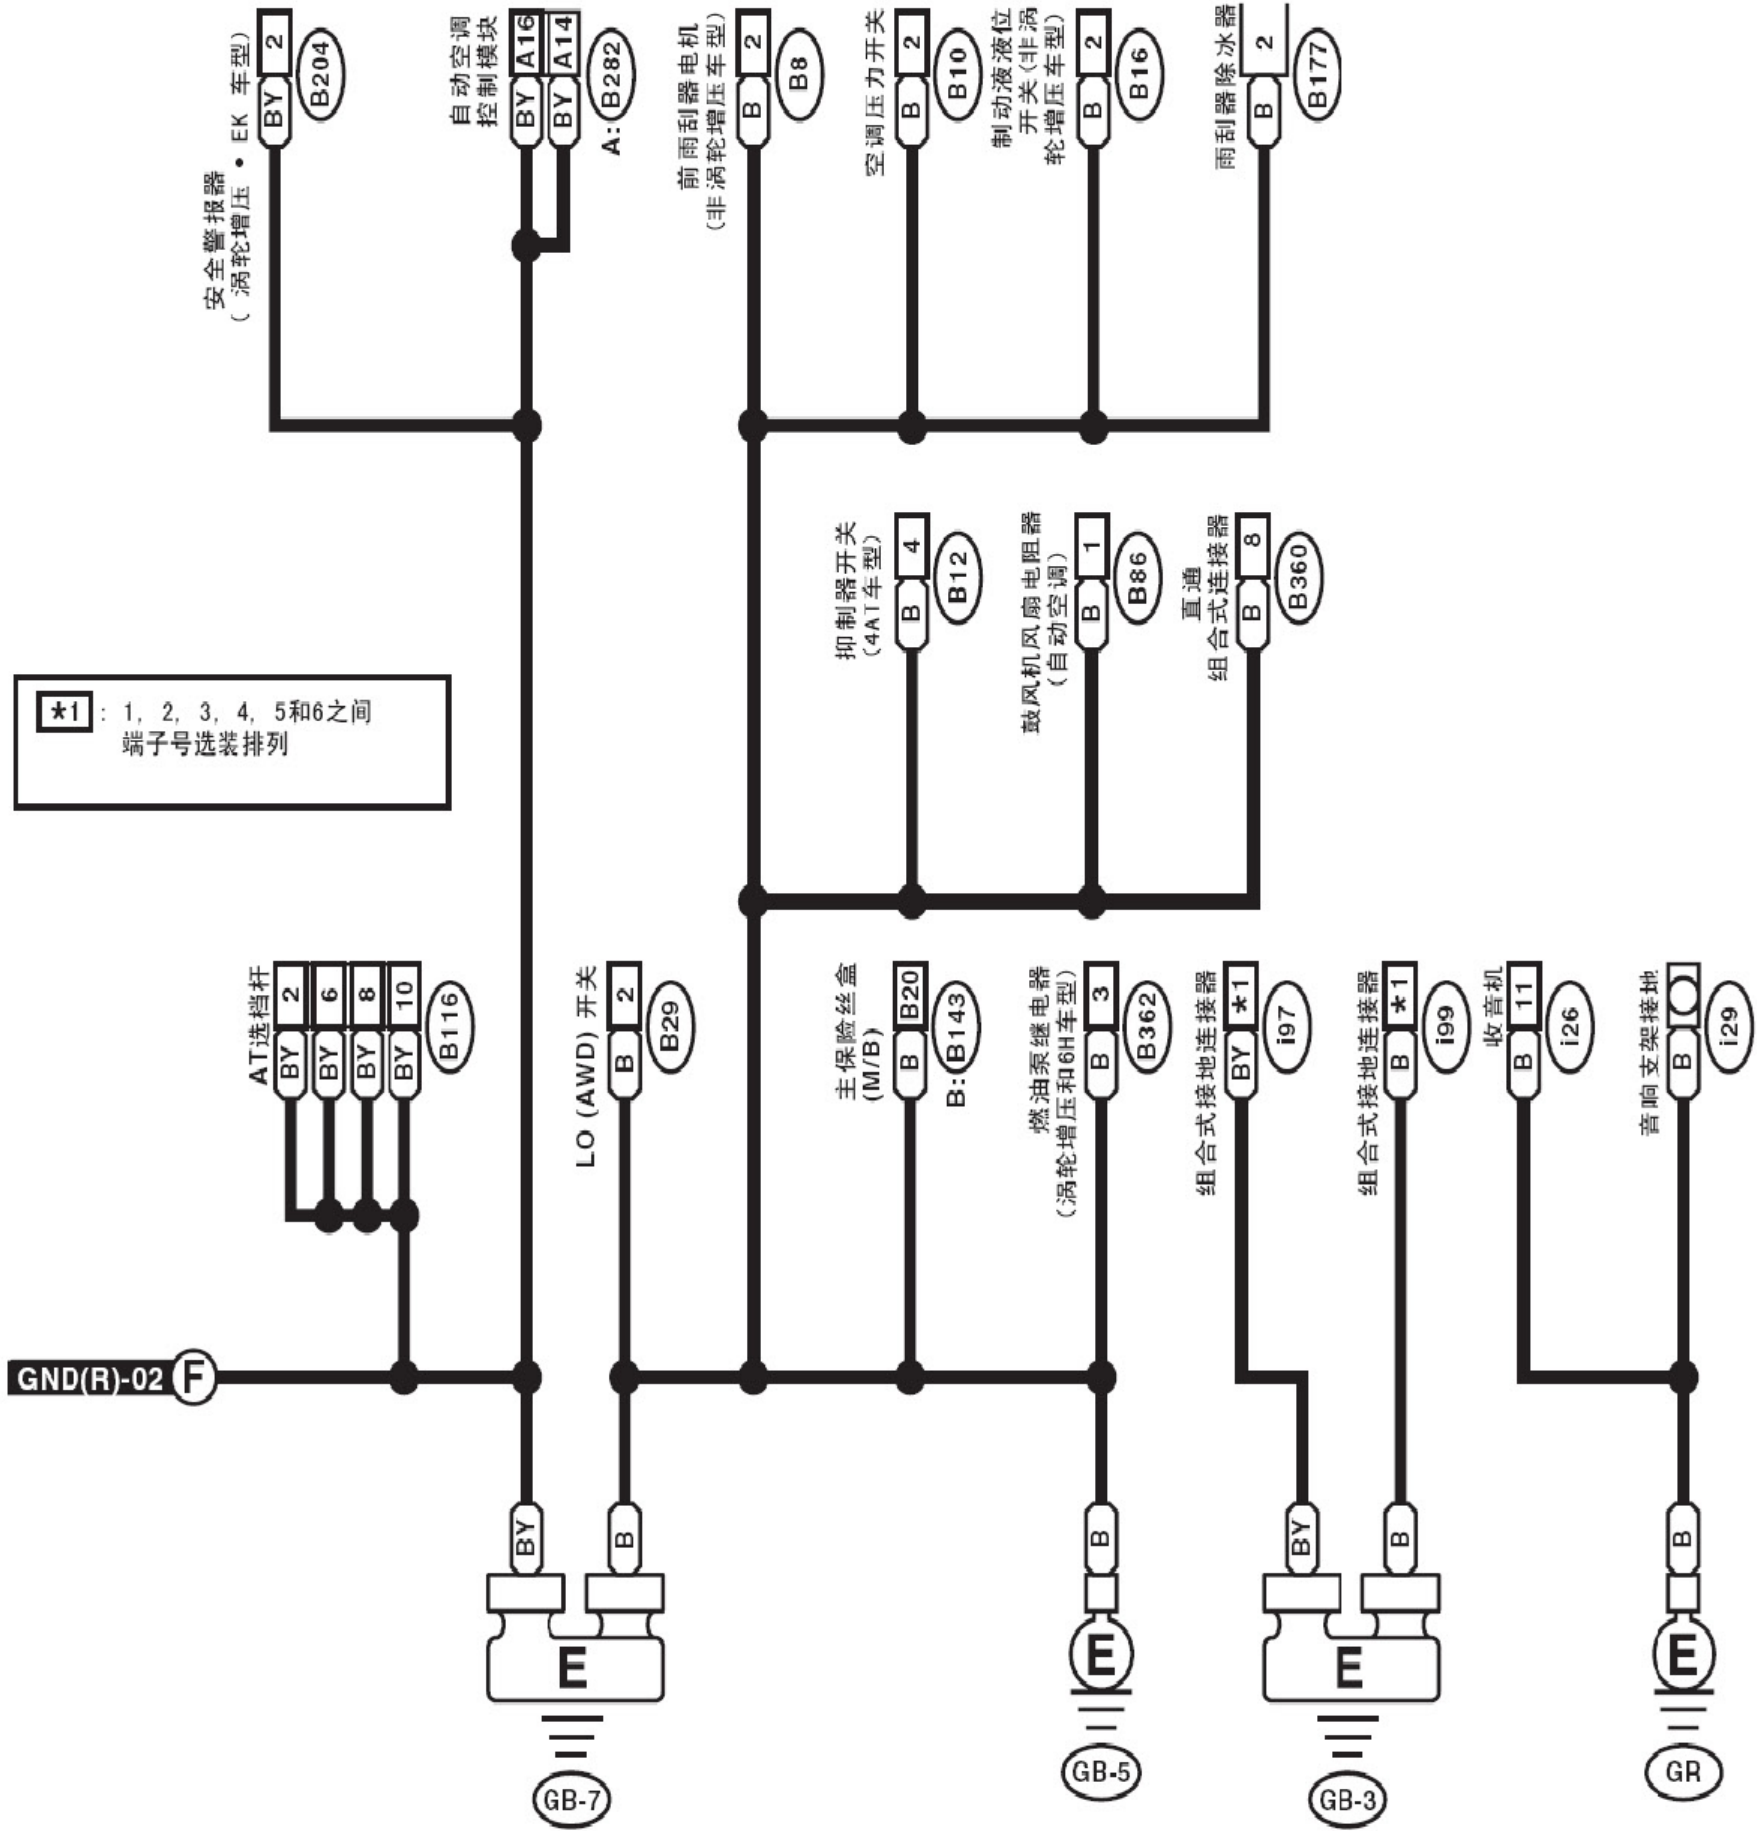 安全警报器
( 涡轮增压 • EK 车型)
2
BY
B204
自动空调
控制模块
A16
A14
BY
BY
A: B282
前雨刮器电机
(非涡轮增压车型)
2
B
B8
空调压力开关
2
B
B10
制动液液位
开关(非涡
轮增压车型)
2
B
B16
雨刮器除冰器
2
B
B177
抑制器开关
(4AT车型)
4
B
B12
鼓风机风扇电阻器
(自动空调)
1
B
B86
直通
组合式连接器
8
B
B360
*1 : 1, 2, 3, 4, 5和6之间
端子号选装排列
AT选档杆
2
6
8
10
BY
BY
BY
BY
B116
LO (AWD) 开关
2
B
B29
主保险丝盒
(M/B)
B20
B
B: B143
燃油泵继电器
(涡轮增压和6H车型)
3
B
B362
组合式接地连接器
*1
BY
i97
组合式接地连接器
*1
B
i99
收音机
11
B
i26
音响支架接地
B
i29
GND(R)-02 F
BY
B
E
GB-7
B
E
GB-5
BY
B
E
GB-3
B
E
GR